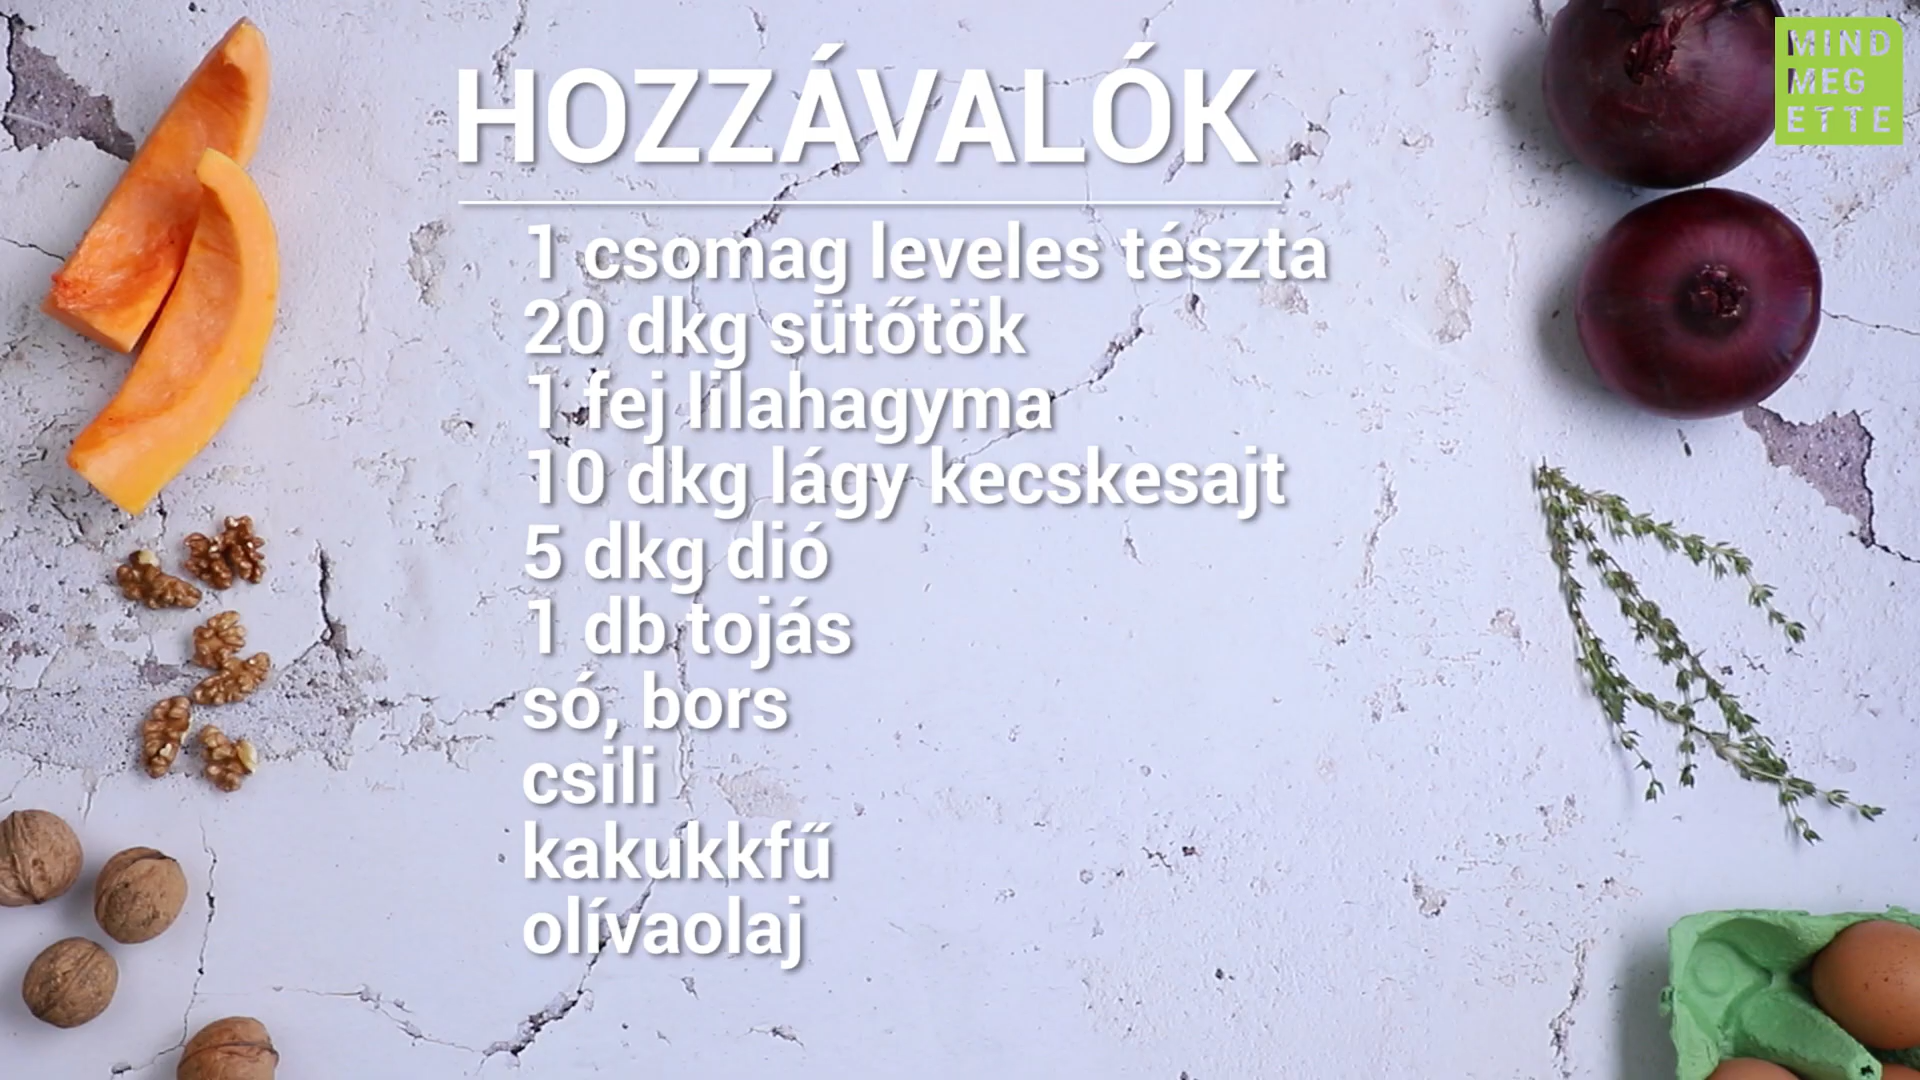 HOZZÁVALÓK
1 csomag leveles tészta
20 dkg sütőtök
1 fej lilahagyma
10 dkg lágy kecskesajt
5 dkg dió
1 db tojás
só, bors
csili
kakukkfű
olívaolaj
MIND
MEG
ETTE